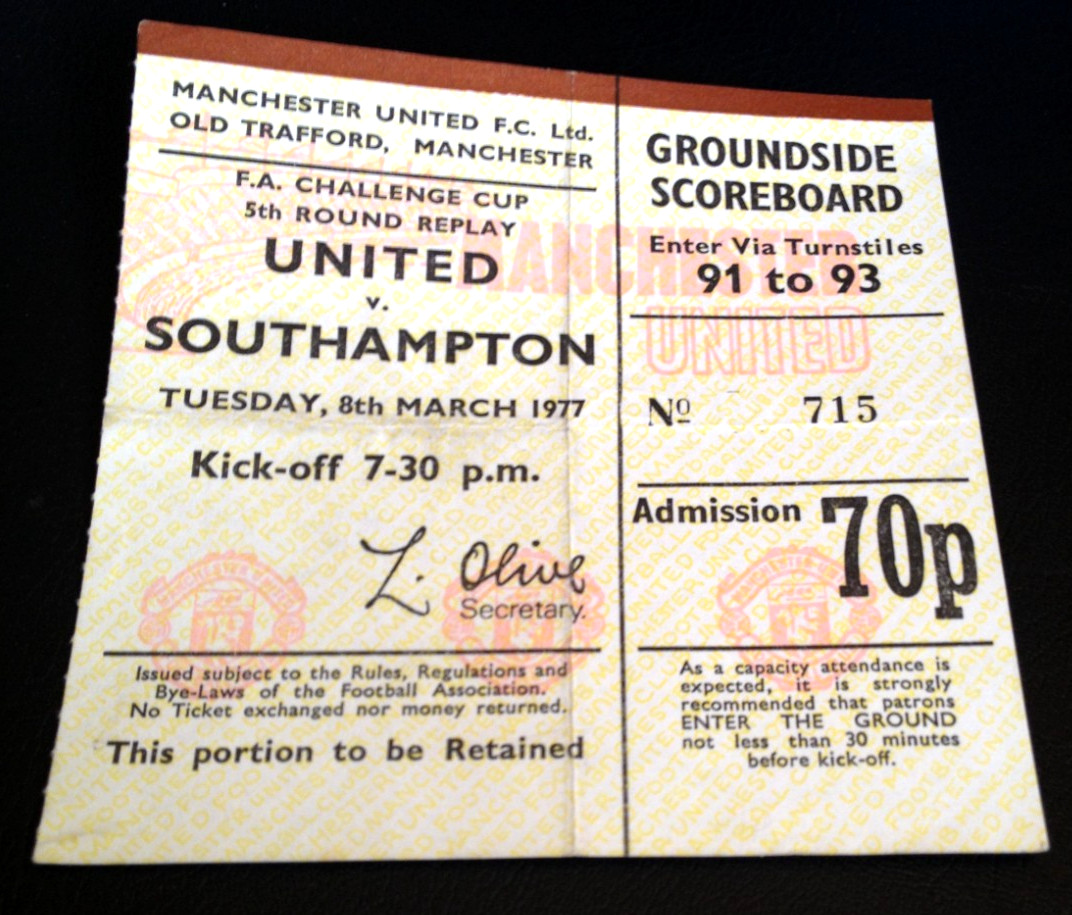 MANCHESTER UNITED F.C. Ltd.
OLD TRAFFORD, MANCHESTER
F.A. CHALLENGE CUP
5th ROUND REPLAY
UNITED
v.
SOUTHAMPTON
TUESDAY, 8th MARCH 1977
Kick-off 7-30 p.m.
L. Olive
Secretary.
Issued subject to the Rules, Regulations and
Bye-Laws of the Football Association.
No Ticket exchanged nor money returned.
This portion to be Retained
GROUNDSIDE
SCOREBOARD
Enter Via Turnstiles
91 to 93
MANCHESTER
UNITED
Nº 715
Admission 70p
As a capacity attendance is
expected, it is strongly
recommended that patrons
ENTER THE GROUND
not less than 30 minutes
before kick-off.